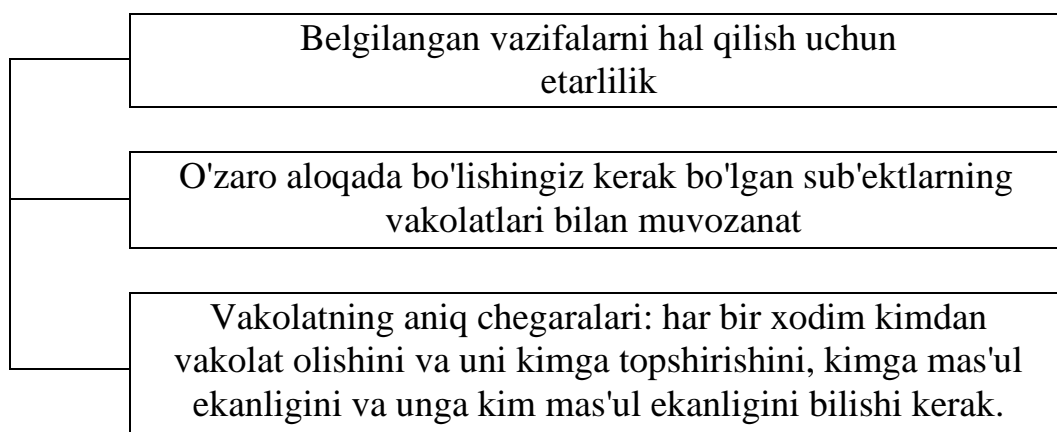 Belgilangan vazifalarni hal qilish uchun
etarlilik
O'zaro aloqada bo'lishingiz kerak bo'lgan sub'ektlarning
vakolatlari bilan muvozanat
Vakolatning aniq chegaralari: har bir xodim kimdan
vakolat olishini va uni kimga topshirishini, kimga mas'ul
ekanligini va unga kim mas'ul ekanligini bilishi kerak.